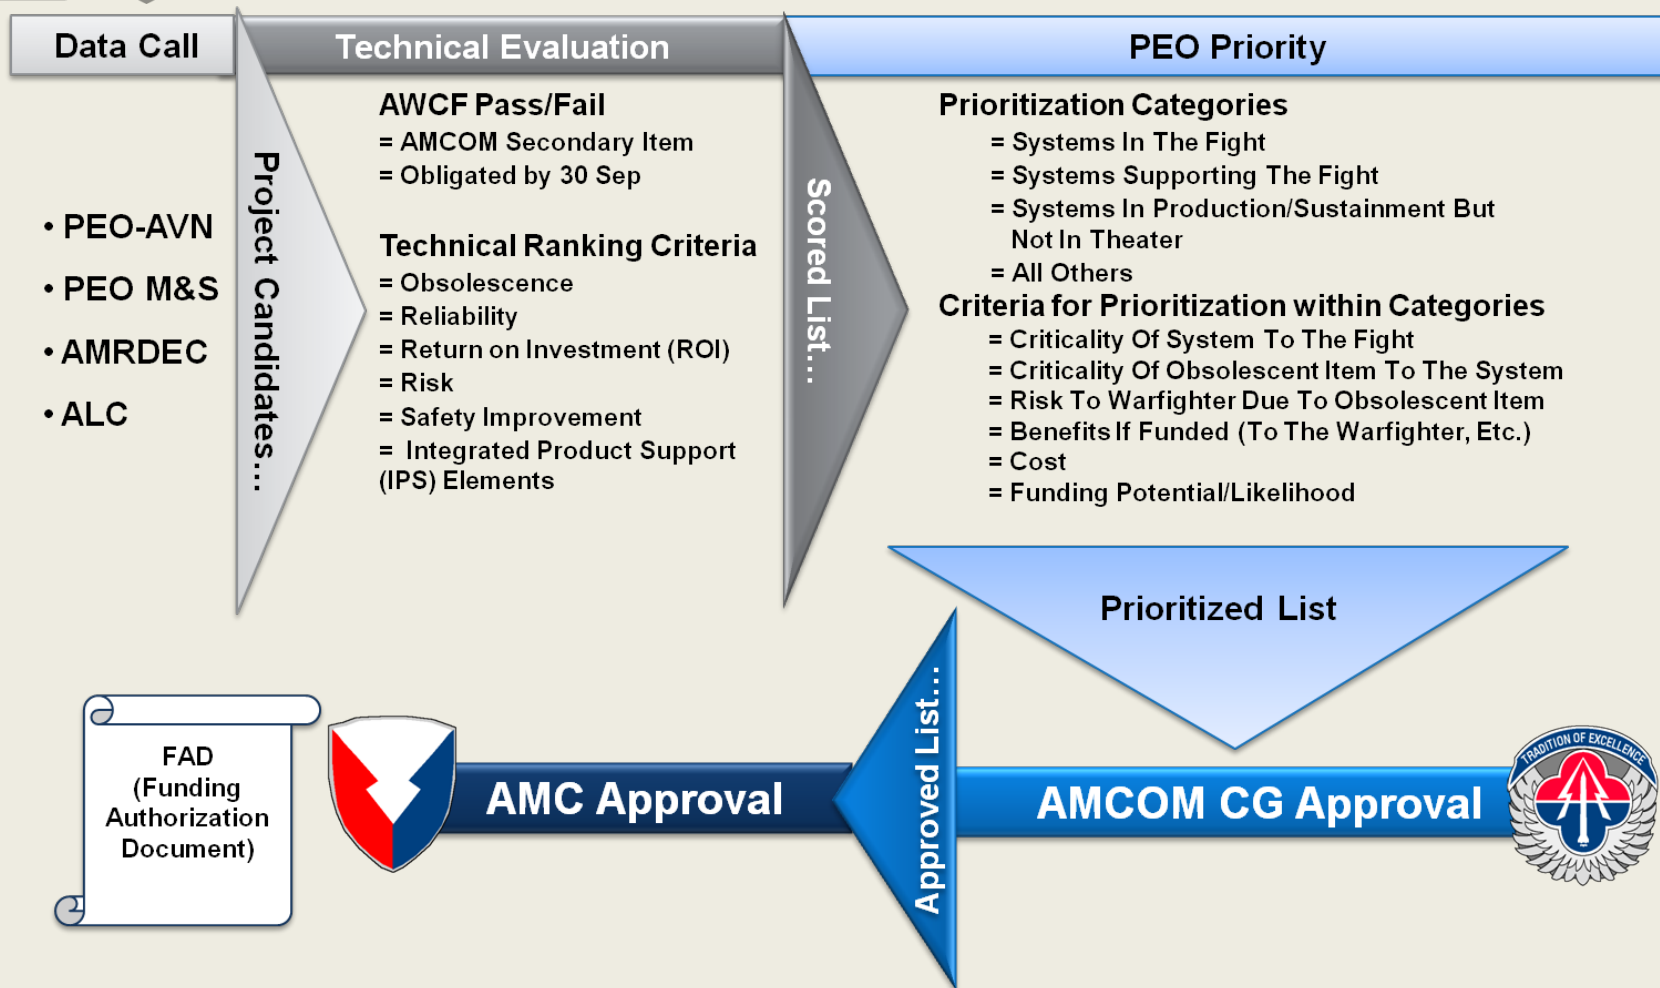 Data Call
Technical Evaluation
PEO Priority
• PEO-AVN
• PEO M&S
• AMRDEC
• ALC
Project Candidates...
AWCF Pass/Fail
= AMCOM Secondary Item
= Obligated by 30 Sep
Technical Ranking Criteria
= Obsolescence
= Reliability
= Return on Investment (ROI)
= Risk
= Safety Improvement
= Integrated Product Support
(IPS) Elements
Scored List...
Prioritization Categories
= Systems In The Fight
= Systems Supporting The Fight
= Systems In Production/Sustainment But
Not In Theater
= All Others
Criteria for Prioritization within Categories
= Criticality Of System To The Fight
= Criticality Of Obsolescent Item To The System
= Risk To Warfighter Due To Obsolescent Item
= Benefits If Funded (To The Warfighter, Etc.)
= Cost
= Funding Potential/Likelihood
Prioritized List
TRADITION OF EXCELLENCE
AMCOM CG Approval
Approved List...
AMC Approval
FAD
(Funding
Authorization
Document)